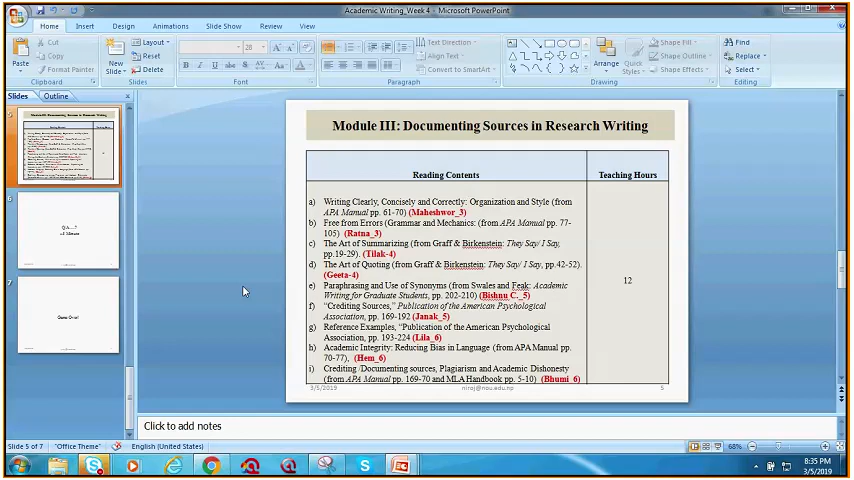 Academic Writing_Week 4 - Microsoft PowerPoint
Home Insert Design Animations Slide Show Review View
Cut
Copy
Format Painter
Paste
Clipboard
New
Slide
Layout
Reset
Delete
Slides
28
Font
Text Direction
Align Text
Convert to SmartArt
Paragraph
Arrange
Quick
Styles
Shape Fill
Shape Outline
Shape Effects
Drawing
Find
Replace
Select
Editing
Slides Outline
5
6
7
Q/A.....?
Guess Over!
Module III: Documenting Sources in Research Writing
Reading Contents Teaching Hours
a) Writing Clearly, Concisely and Correctly: Organization and Style (from
APA Manual pp. 61-70) (Maheshwor_3)
b) Free from Errors (Grammar and Mechanics: (from APA Manual pp. 77-
105) (Ratna_3)
c) The Art of Summarizing (from Graff & Birkenstein: They Say/ I Say,
pp.19-29). (Tilak-4)
d) The Art of Quoting (from Graff & Birkenstein: They Say/ I Say, pp.42-52).
(Geeta-4)
e) Paraphrasing and Use of Synonyms (from Swales and Feak: Academic
Writing for Graduate Students, pp. 202-210) (Bishnu C._5)
f) “Crediting Sources,” Publication of the American Psychological
Association, pp. 169-192 (Janak_5)
g) Reference Examples, “Publication of the American Psychological
Association, pp. 193-224 (Lila_6)
h) Academic Integrity: Reducing Bias in Language (from APA Manual pp.
70-77), (Hem_6)
i) Crediting /Documenting sources, Plagiarism and Academic Dishonesty
(from APA Manual pp. 169-70 and MLA Handbook pp. 5-10) (Bhumi_6)
12
3/5/2019 niroj@nou.edu.np 5
Click to add notes
Slide 5 of 7 "Office Theme" English (United States) 68%
8:35 PM
3/5/2019